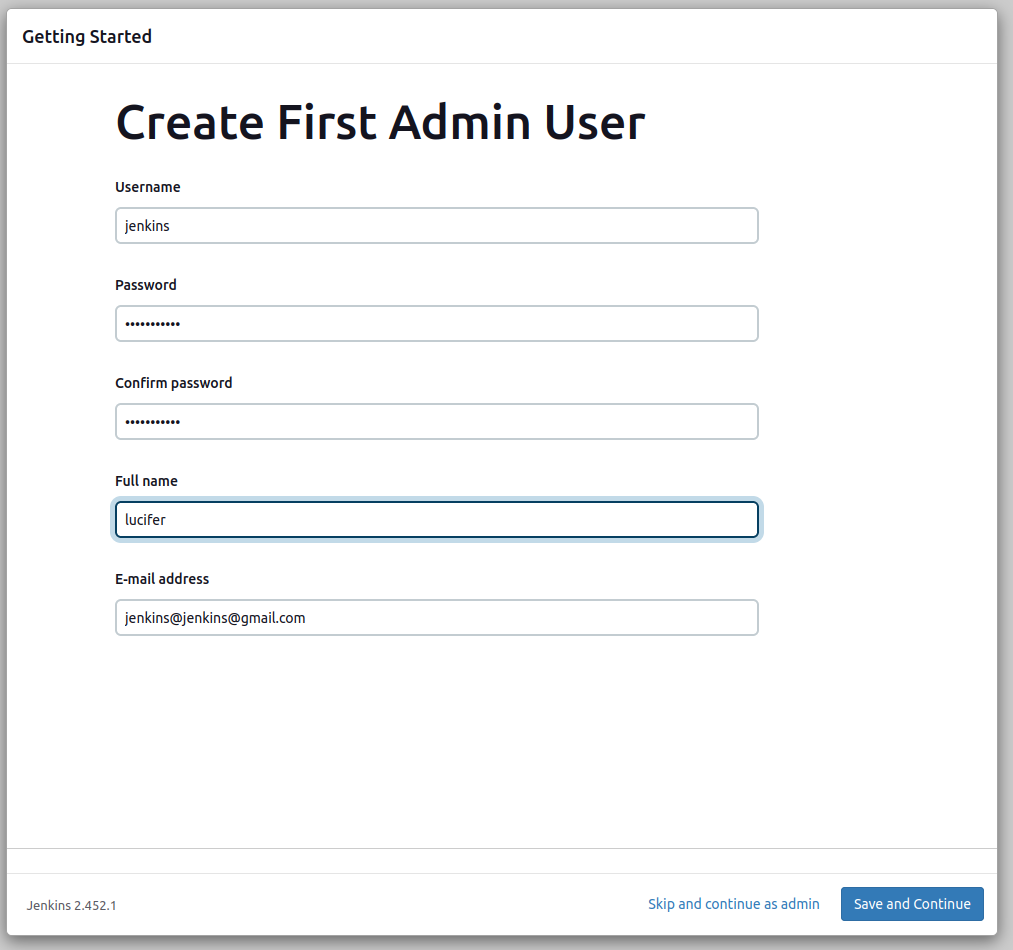 Getting Started
Create First Admin User
Username
jenkins
Password
•••••••••••
Confirm password
•••••••••••
Full name
lucifer
E-mail address
jenkins@jenkins@gmail.com
Jenkins 2.452.1
Skip and continue as admin
Save and Continue